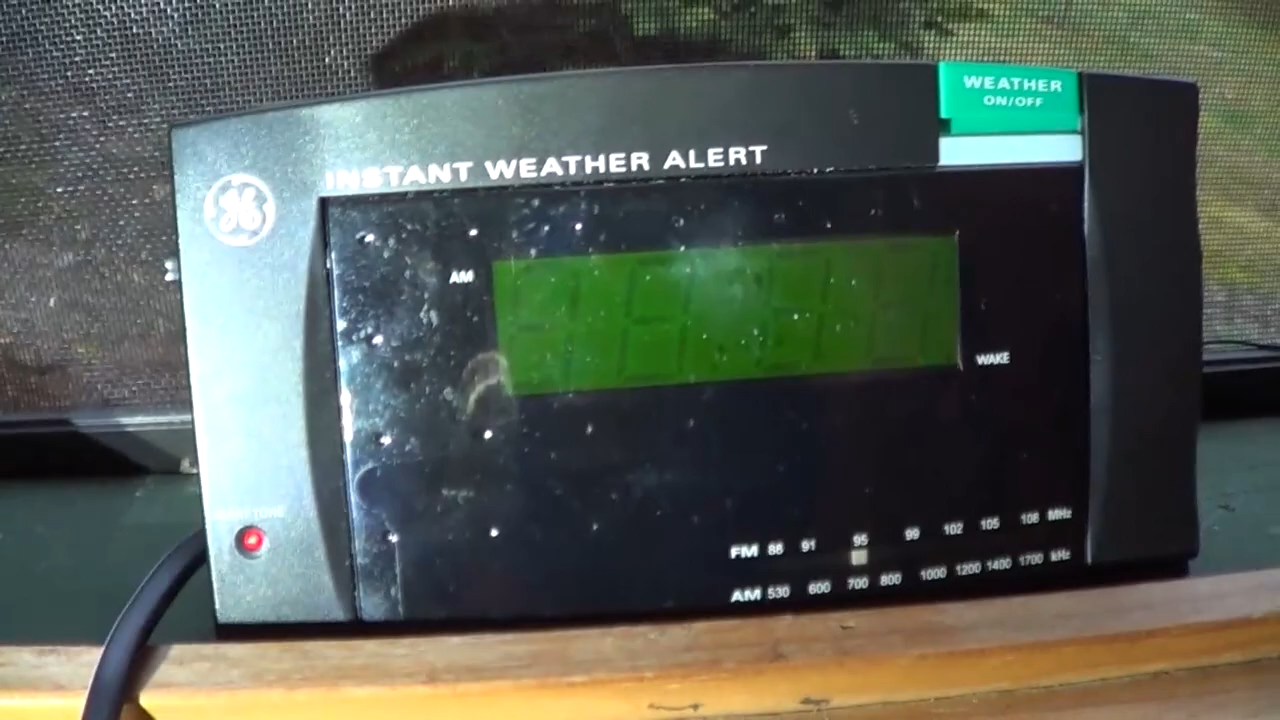 WEATHER
ON/OFF
INSTANT WEATHER ALERT
GE
AM
WAKE
FM 88 91 95 99 102 105 108 MHz
AM 530 600 700 800 1000 1200 1400 1700 kHz